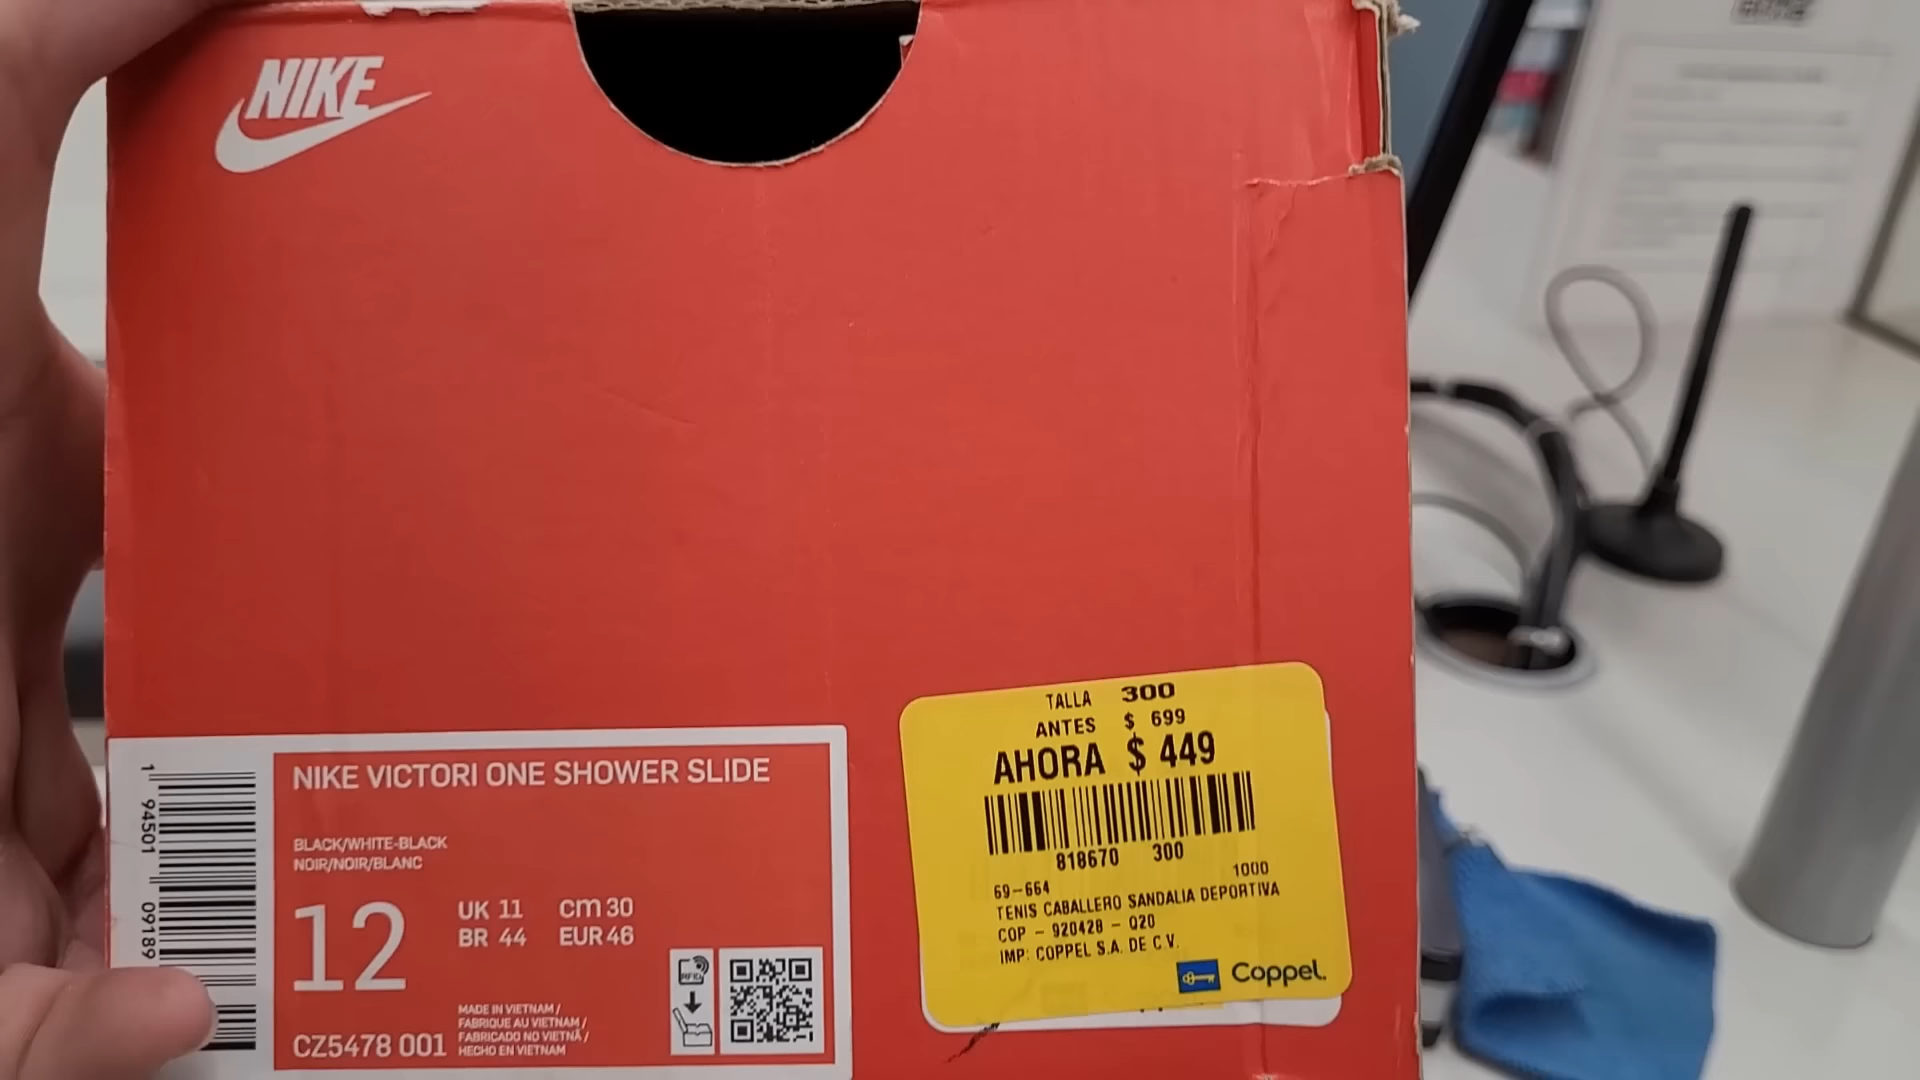 NIKE
NIKE VICTORI ONE SHOWER SLIDE
BLACK/WHITE-BLACK
NOIR/NOIR/BLANC
12
UK 11 cm 30
BR 44 EUR 46
CZ5478 001
MADE IN VIETNAM /
FABRIQUE AU VIETNAM /
FABRICADO NO VIETNÃ /
HECHO EN VIETNAM
RFID
1 94501 09189
TALLA 300
ANTES $ 699
AHORA $ 449
818670 300
69-664 1000
TENIS CABALLERO SANDALIA DEPORTIVA
COP - 920428 - Q20
IMP: COPPEL S.A. DE C.V.
Coppel.